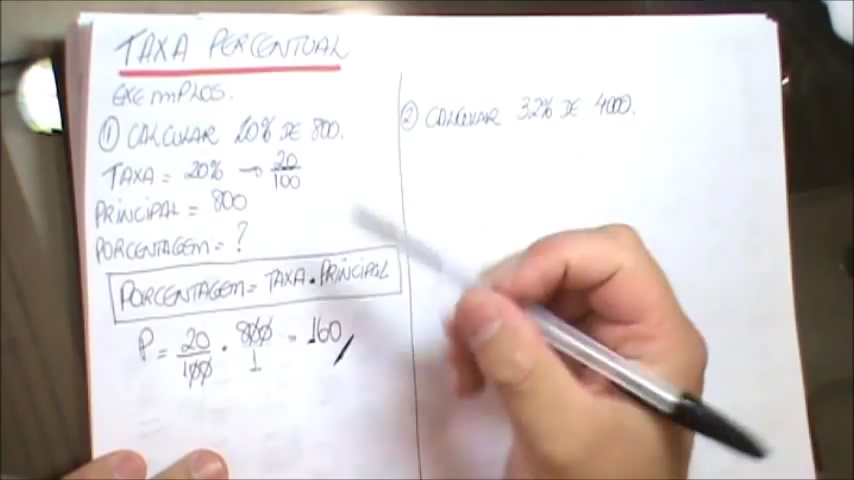 TAXA PERCENTUAL
EXEMPLOS.
① CALCULAR 20% DE 800.
TAXA = 20% → 20/100
PRINCIPAL = 800
PORCENTAGEM = ?
PORCENTAGEM = TAXA . PRINCIPAL
P = 20/100 . 800/1 = 160
② CALCULAR 32% DE 4000.